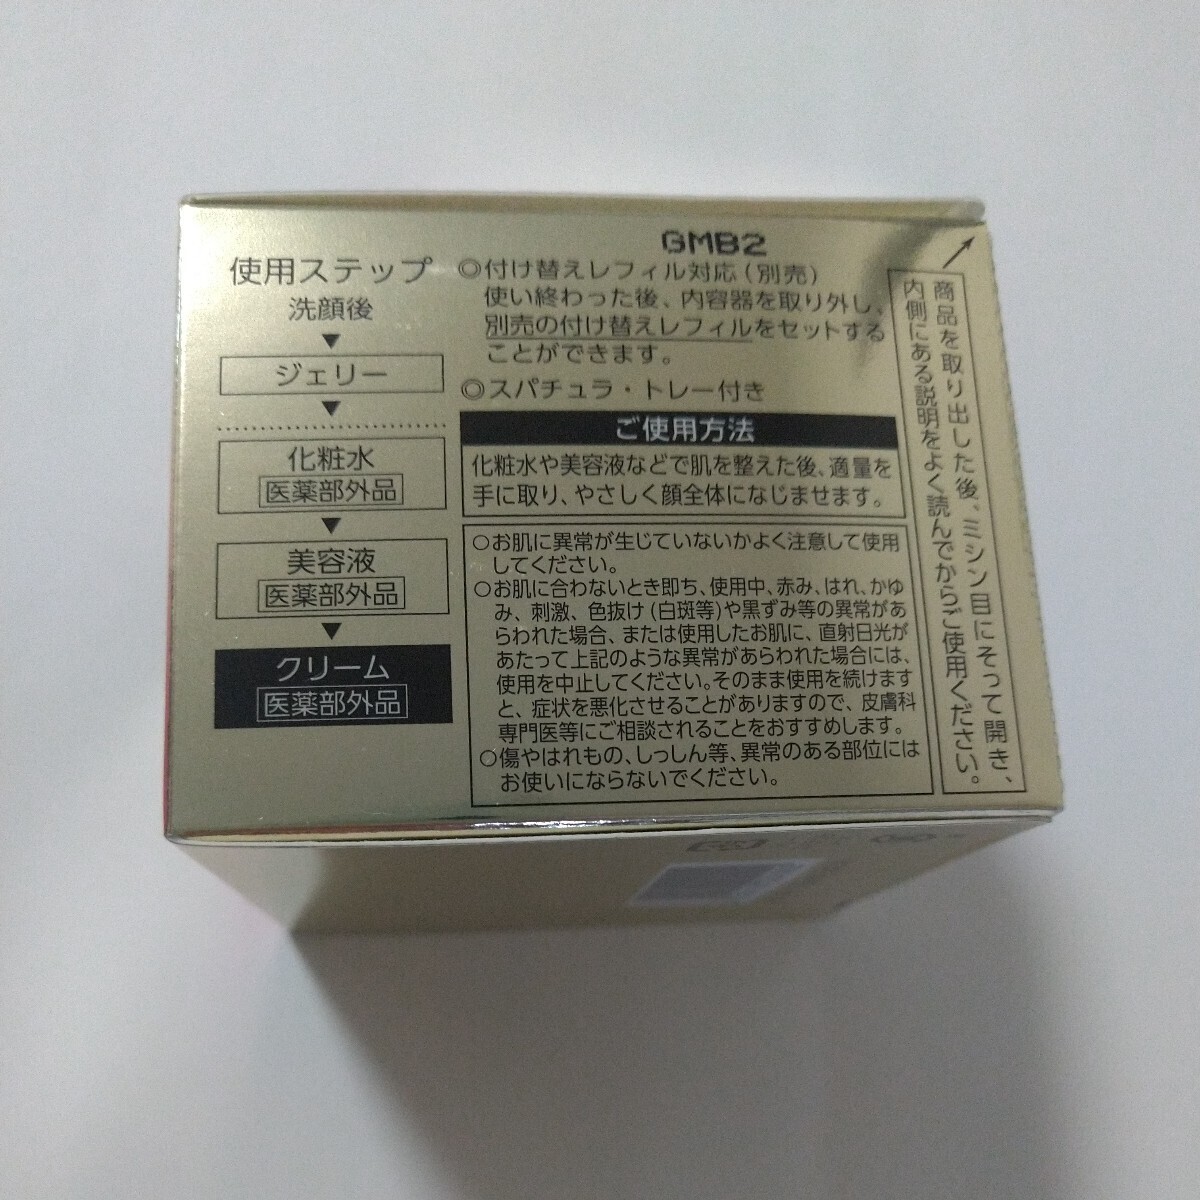 GMB2
使用ステップ
洗顔後
▼
ジェリー
▼
化粧水
医薬部外品
▼
美容液
医薬部外品
▼
クリーム
医薬部外品
◎付け替えレフィル対応(別売)
使い終わった後、内容器を取り外し、
別売の付け替えレフィルをセットする
ことができます。
◎スパチュラ・トレー付き
ご使用方法
化粧水や美容液などで肌を整えた後、適量を
手に取り、やさしく顔全体になじませます。
○お肌に異常が生じていないかよく注意して使用
してください。
○お肌に合わないとき即ち、使用中、赤み、はれ、かゆ
み、刺激、色抜け(白斑等)や黒ずみ等の異常があ
らわれた場合、または使用したお肌に、直射日光が
あたって上記のような異常があらわれた場合には、
使用を中止してください。そのまま使用を続けます
と、症状を悪化させることがありますので、皮膚科
専門医等にご相談されることをおすすめします。
○傷やはれもの、しっしん等、異常のある部位には
お使いにならないでください。
商品を取り出した後、ミシン目にそって開き、
内側にある説明をよく読んでからご使用ください。